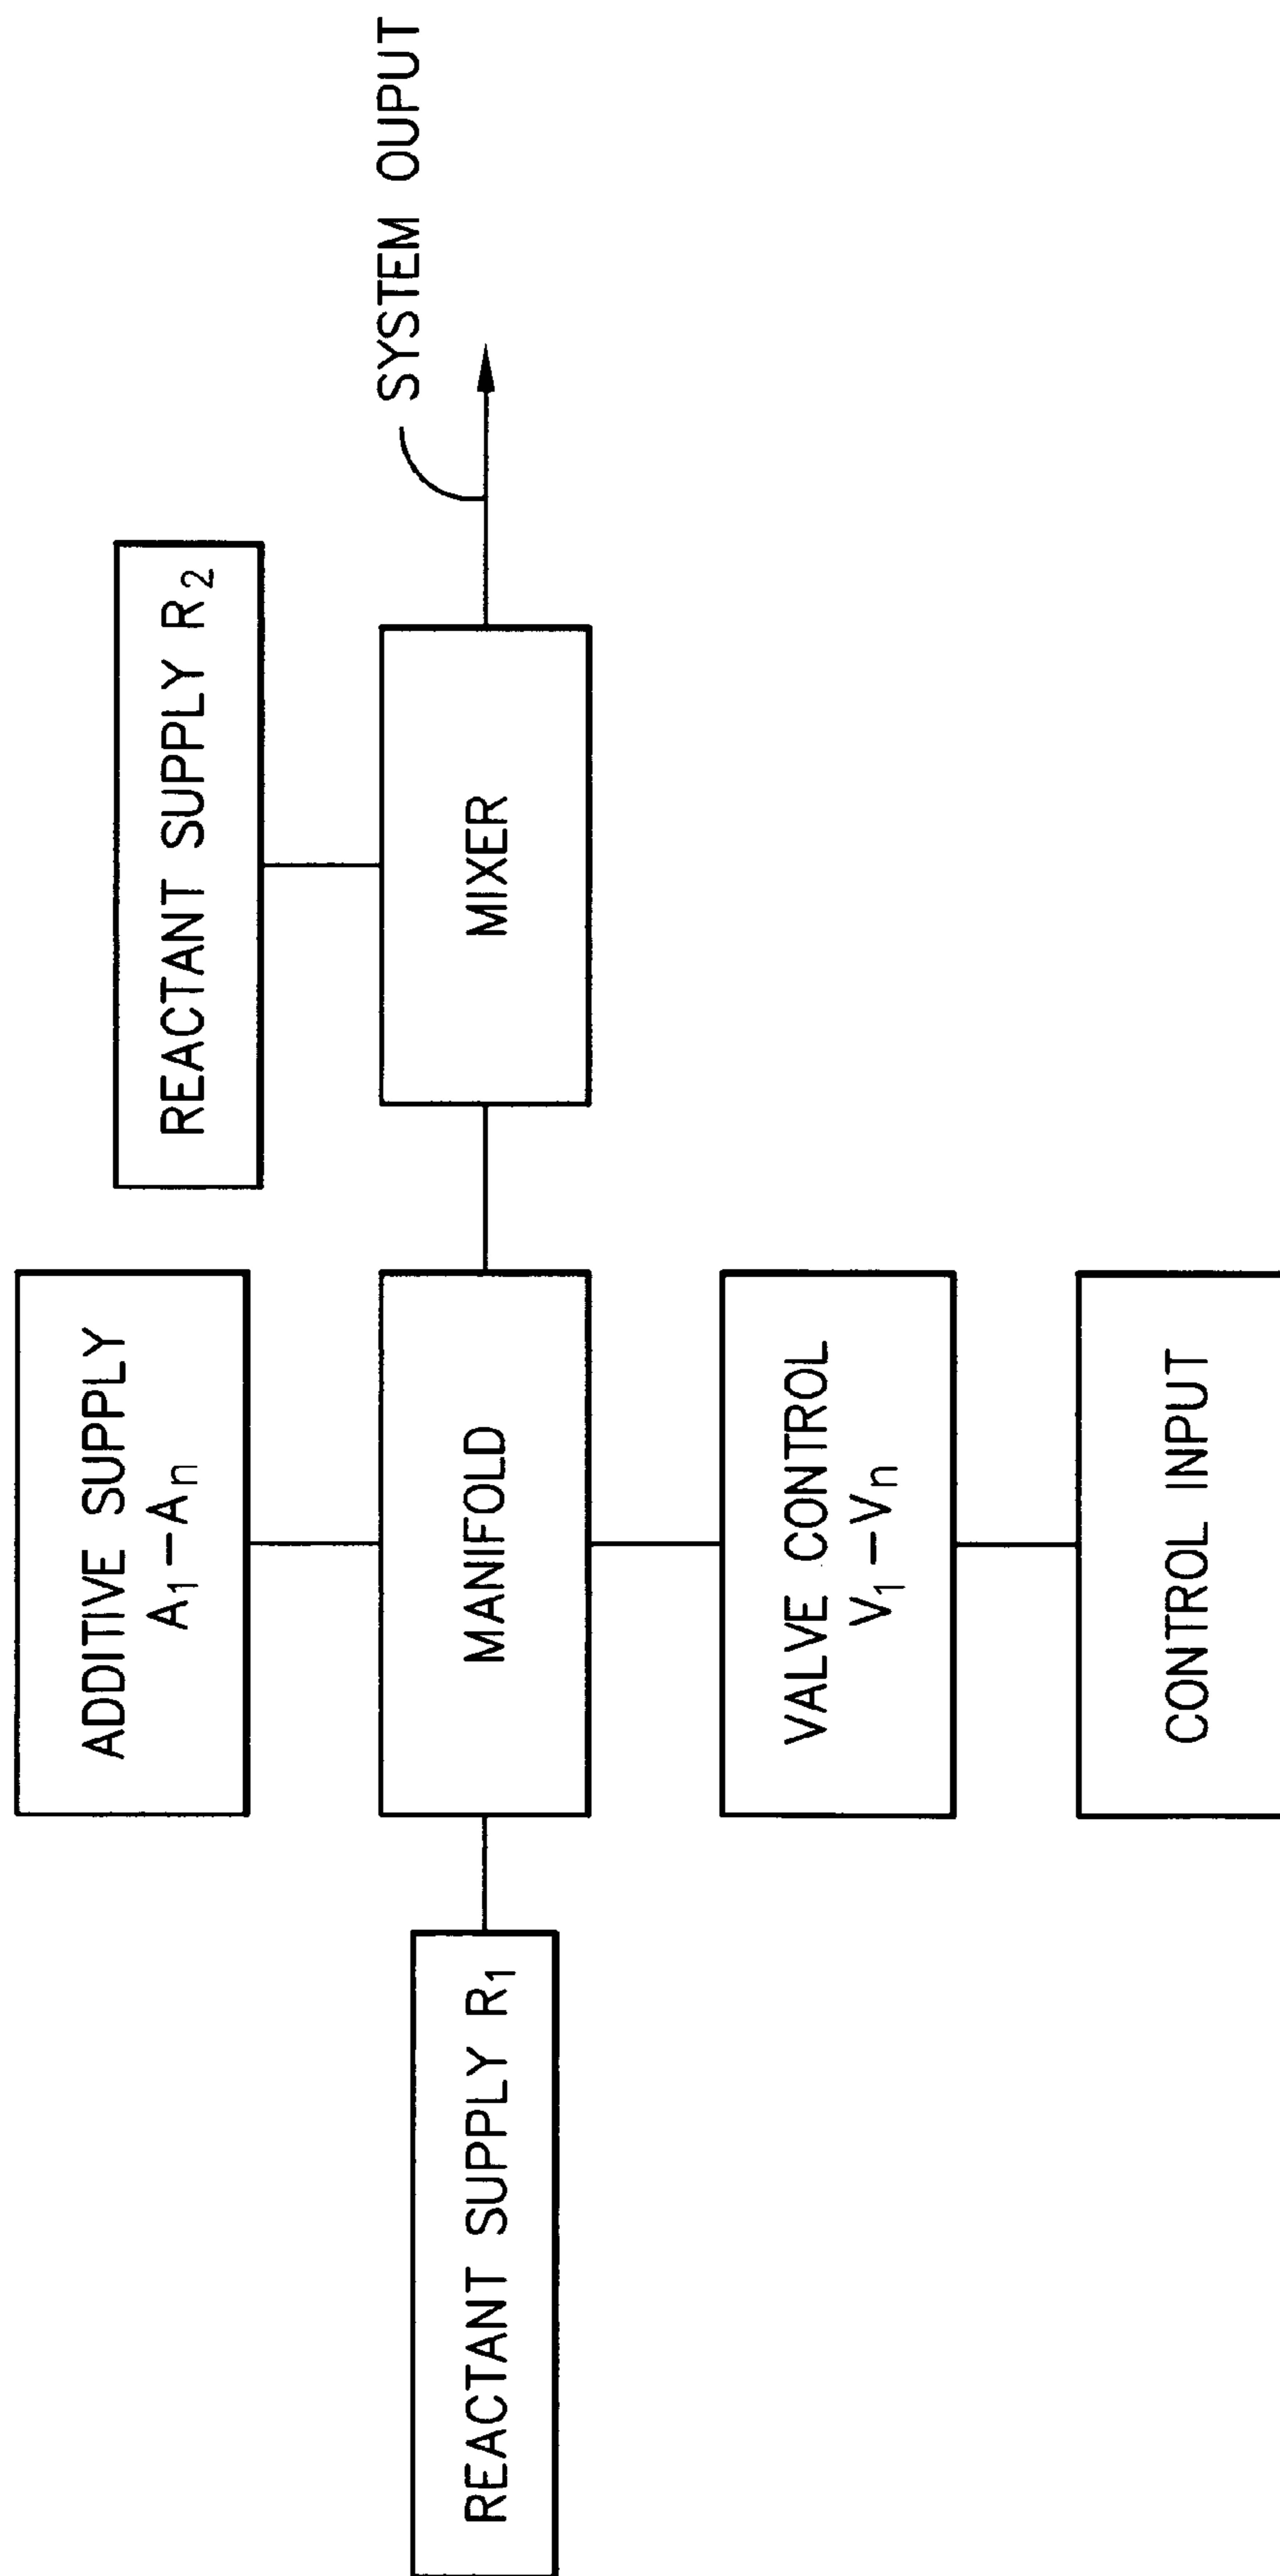 ADDITIVE SUPPLY
A₁–Aₙ
REACTANT SUPPLY R₂
SYSTEM OUPUT
REACTANT SUPPLY R₁
MANIFOLD
MIXER
VALVE CONTROL
V₁–Vₙ
CONTROL INPUT